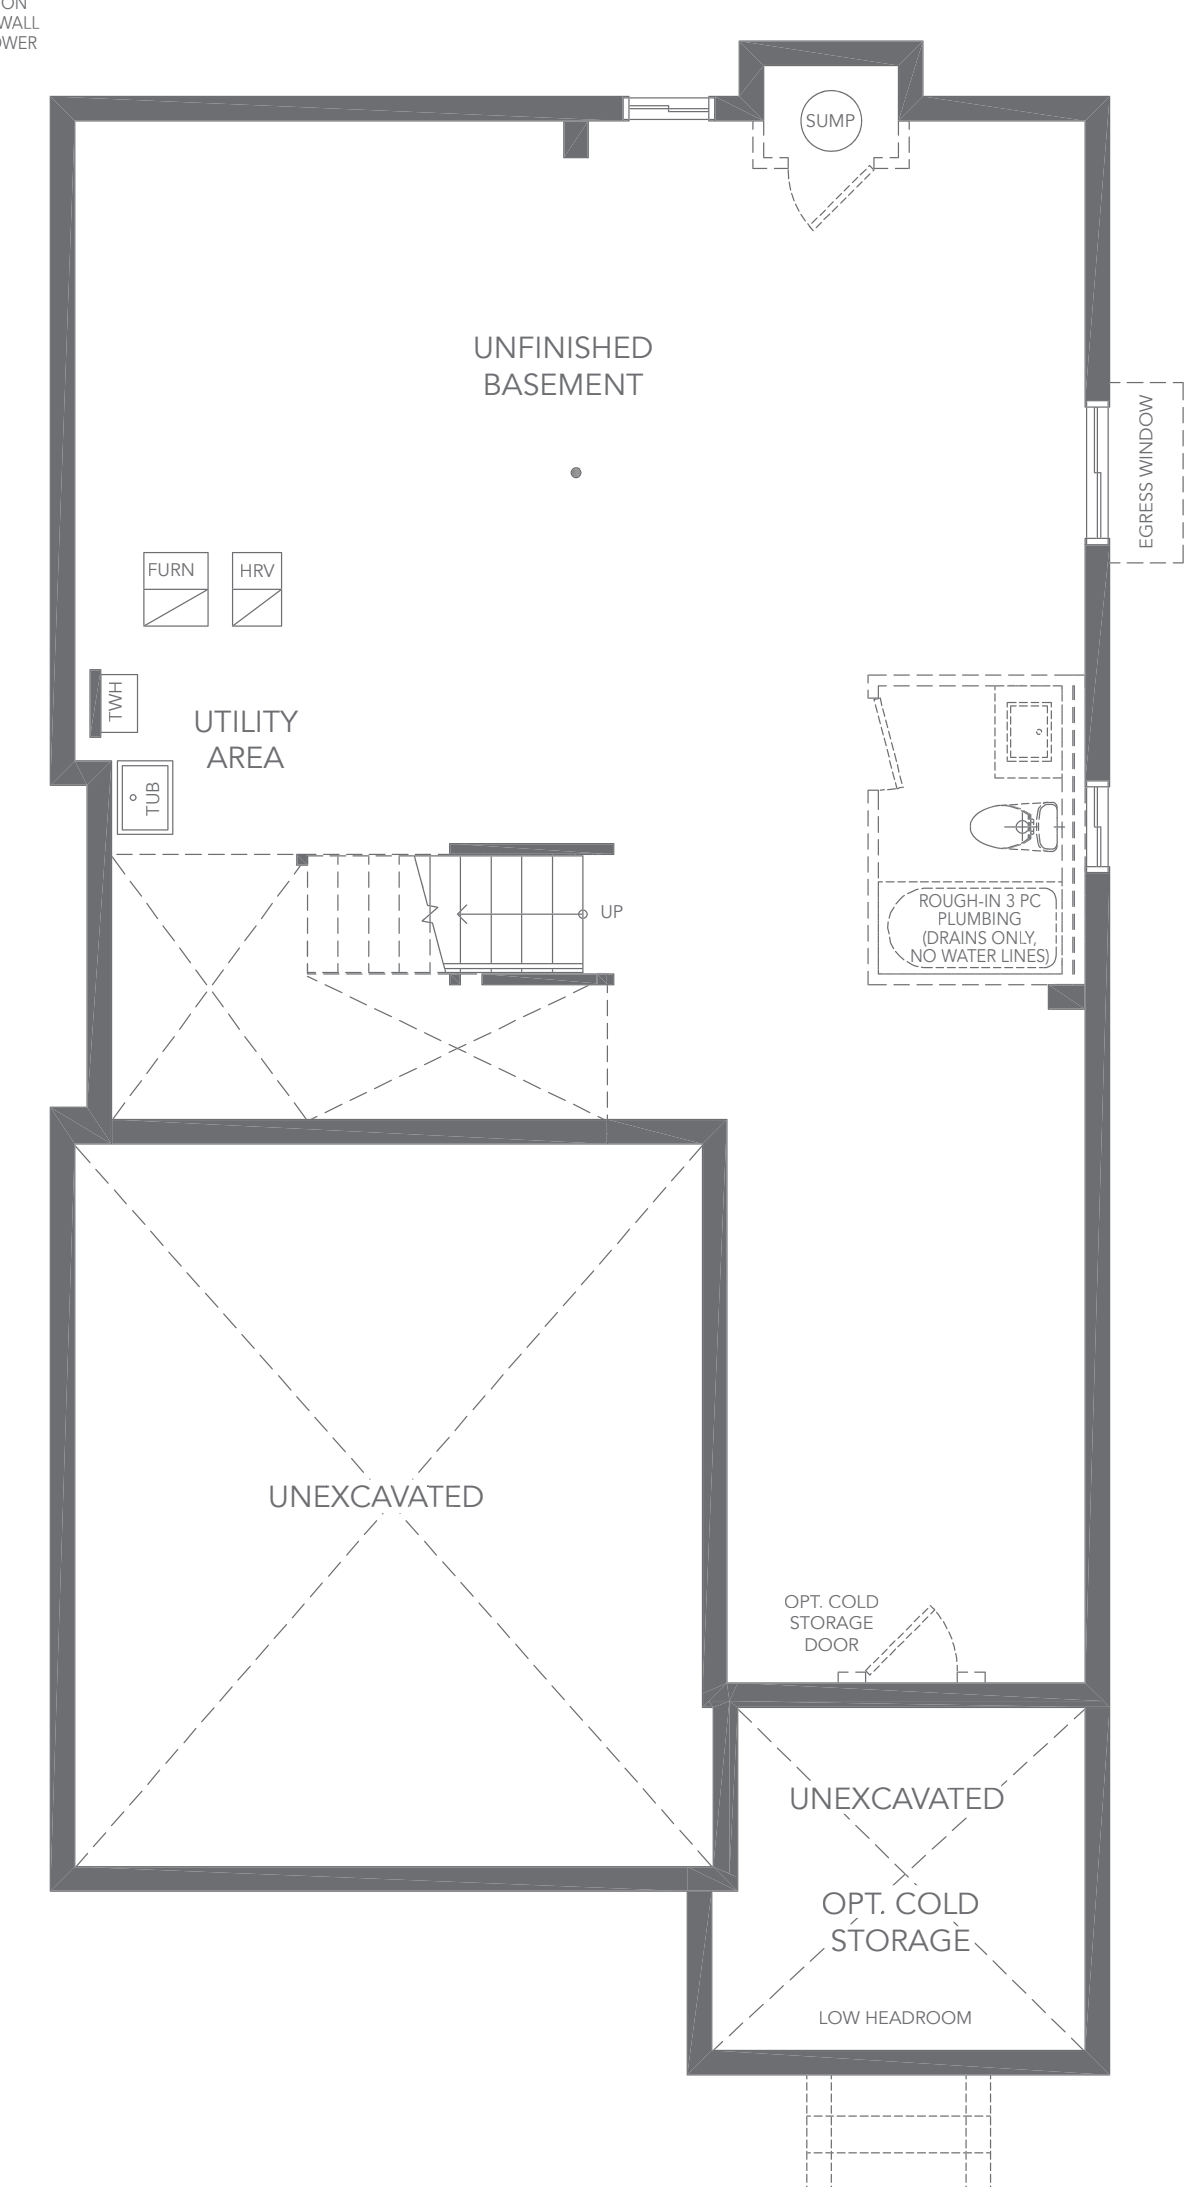 ON
WALL
OWER
SUMP
UNFINISHED
BASEMENT
EGRESS WINDOW
FURN
HRV
TWH
UTILITY
AREA
TUB
UP
ROUGH-IN 3 PC
PLUMBING
(DRAINS ONLY,
NO WATER LINES)
UNEXCAVATED
OPT. COLD
STORAGE
DOOR
UNEXCAVATED
OPT. COLD
STORAGE
LOW HEADROOM